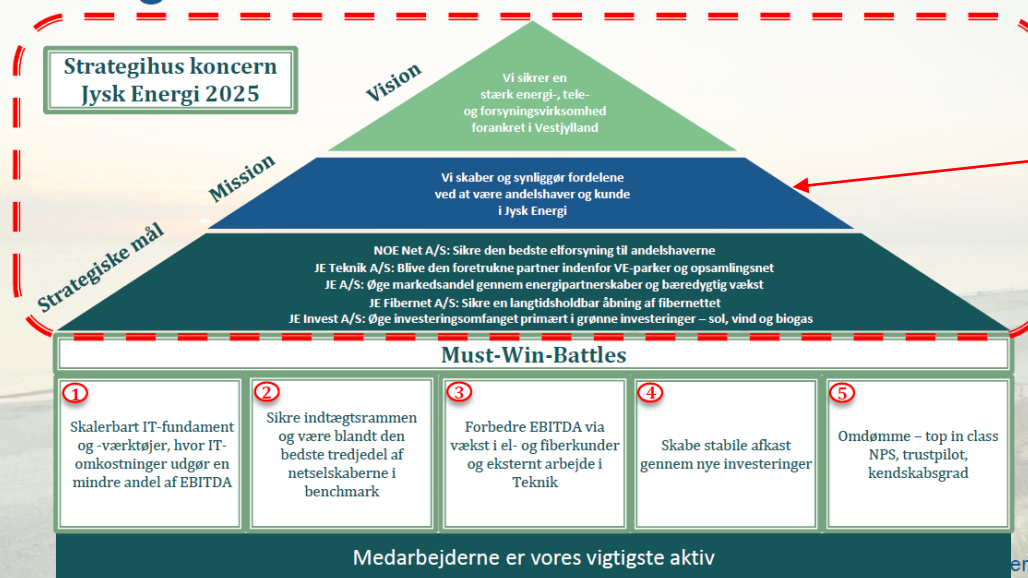 Strategihus koncern
Jysk Energi 2025
Vision
Vi sikrer en
stærk energi-, tele-
og forsyningsvirksomhed
forankret i Vestjylland
Mission
Vi skaber og synliggør fordelene
ved at være andelshaver og kunde
i Jysk Energi
Strategiske mål
NOE Net A/S: Sikre den bedste elforsyning til andelshaverne
JE Teknik A/S: Blive den foretrukne partner indenfor VE-parker og opsamlingsnet
JE A/S: Øge markedsandel gennem energipartnerskaber og bæredygtig vækst
JE Fibernet A/S: Sikre en langtidsholdbar åbning af fibernettet
JE Invest A/S: Øge investeringsomfanget primært i grønne investeringer – sol, vind og biogas
Must-Win-Battles
1
Skalerbart IT-fundament
og -værktøjer, hvor IT-
omkostninger udgør en
mindre andel af EBITDA
2
Sikre indtægtsrammen
og være blandt den
bedste tredjedel af
netselskaberne i
benchmark
3
Forbedre EBITDA via
vækst i el- og fiberkunder
og eksternt arbejde i
Teknik
4
Skabe stabile afkast
gennem nye investeringer
5
Omdømme – top in class
NPS, trustpilot,
kendskabsgrad
Medarbejderne er vores vigtigste aktiv